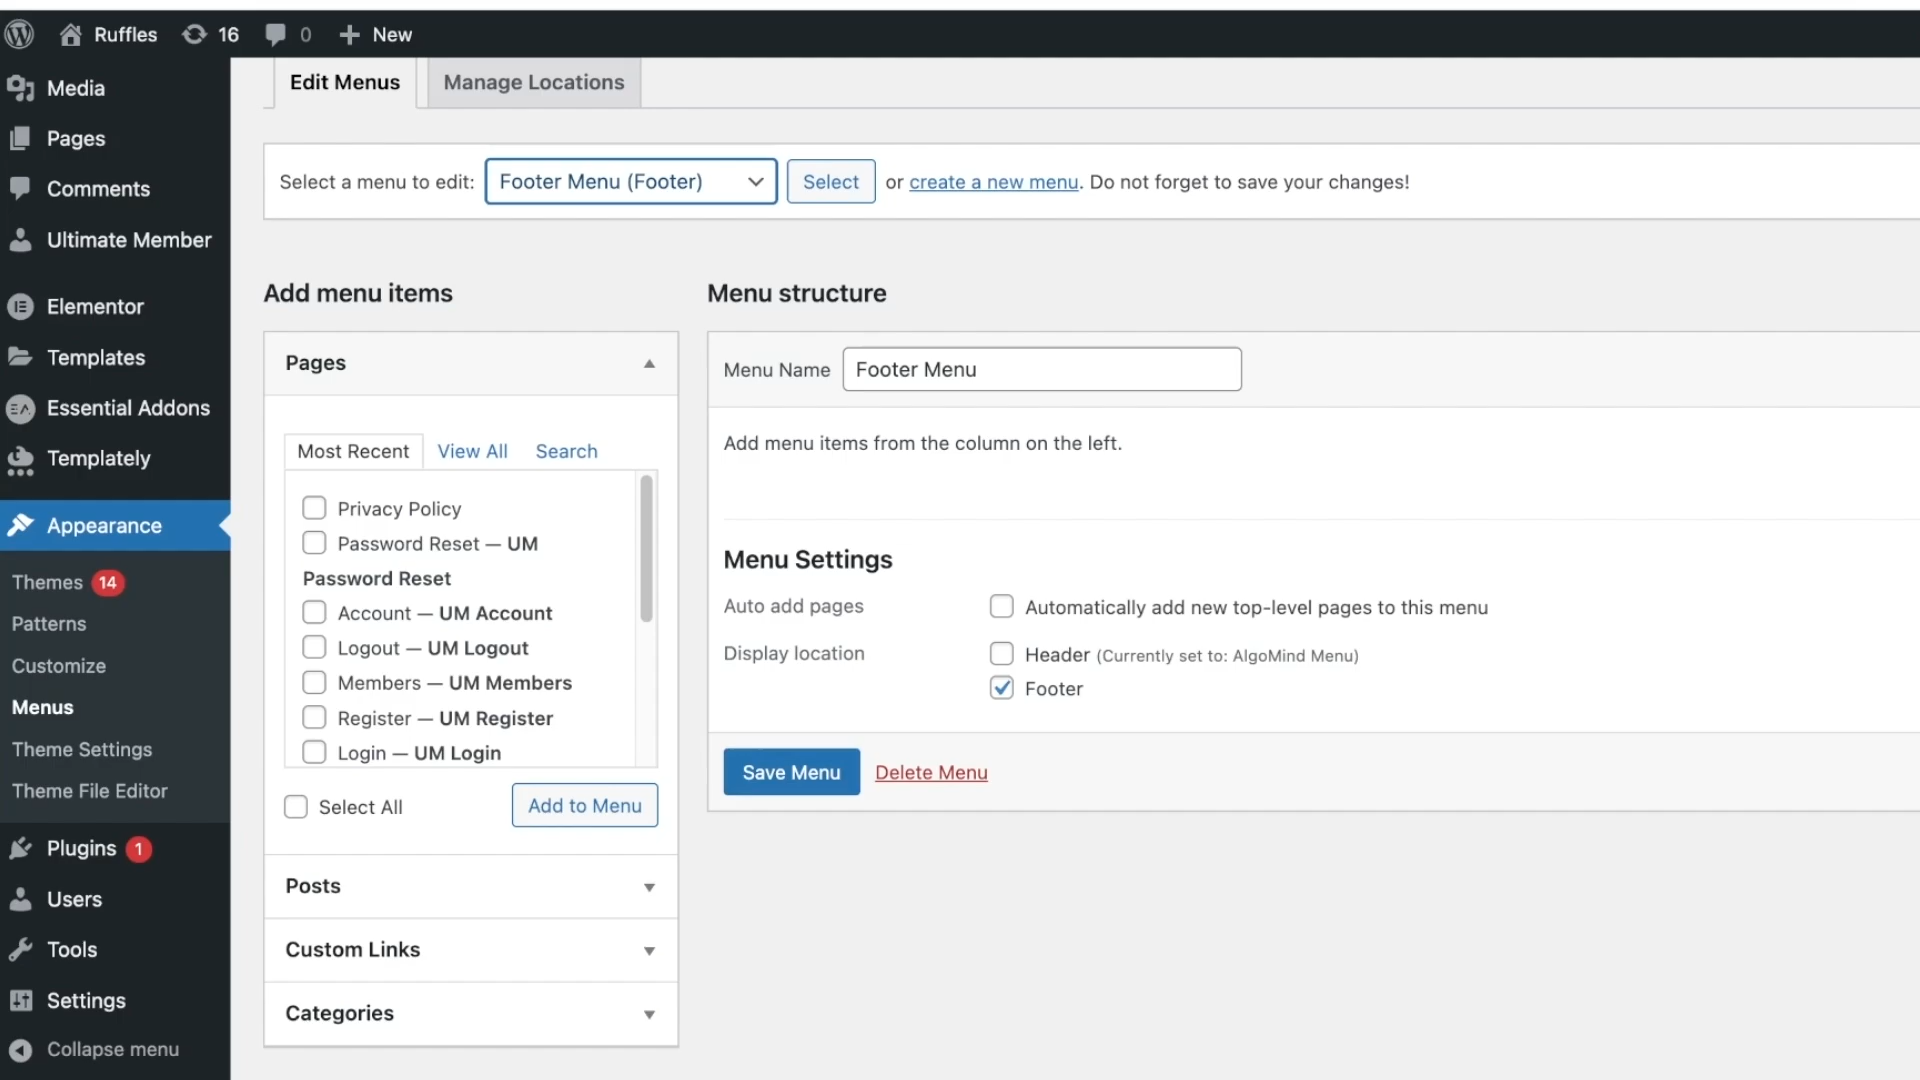 Ruffles 16 0 New
Media
Pages
Comments
Ultimate Member
Elementor
Templates
Essential Addons
Templately
Appearance
Themes 14
Patterns
Customize
Menus
Theme Settings
Theme File Editor
Plugins 1
Users
Tools
Settings
Collapse menu
Edit Menus Manage Locations
Select a menu to edit: Footer Menu (Footer) Select or create a new menu. Do not forget to save your changes!
Add menu items
Pages
Most Recent View All Search
Privacy Policy
Password Reset — UM
Password Reset
Account — UM Account
Logout — UM Logout
Members — UM Members
Register — UM Register
Login — UM Login
Select All Add to Menu
Posts
Custom Links
Categories
Menu structure
Menu Name Footer Menu
Add menu items from the column on the left.
Menu Settings
Auto add pages Automatically add new top-level pages to this menu
Display location Header (Currently set to: AlgoMind Menu)
Footer
Save Menu Delete Menu